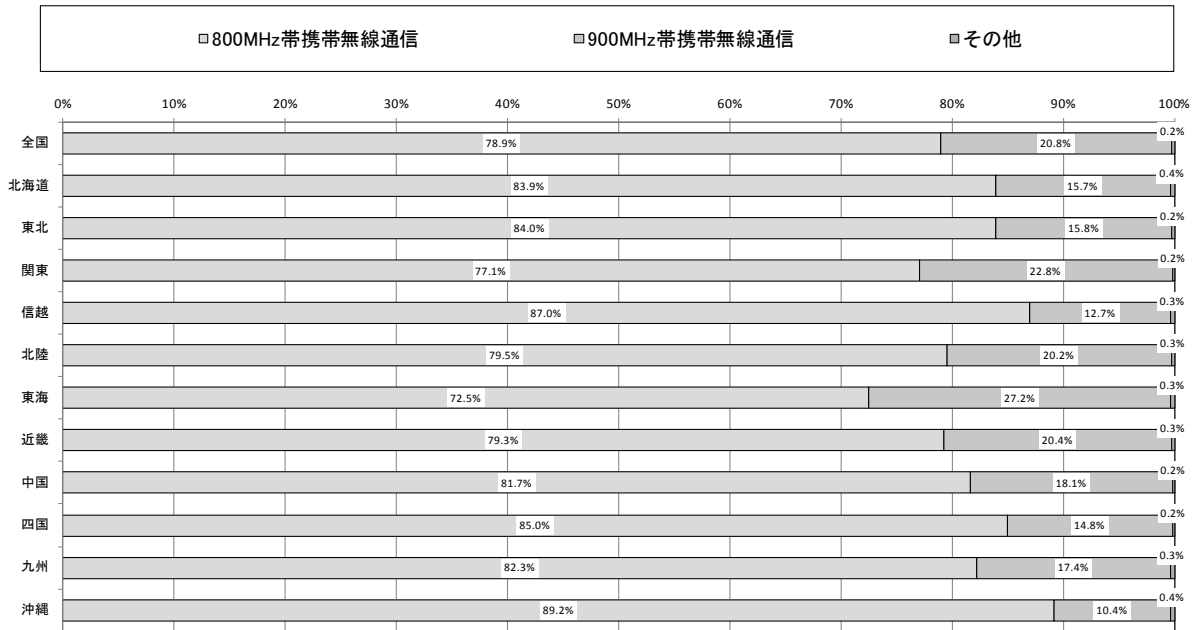 □800MHz帯携帯無線通信 □900MHz帯携帯無線通信 ■その他
0% 10% 20% 30% 40% 50% 60% 70% 80% 90% 100%
全国 78.9% 20.8% 0.2%
北海道 83.9% 15.7% 0.4%
東北 84.0% 15.8% 0.2%
関東 77.1% 22.8% 0.2%
信越 87.0% 12.7% 0.3%
北陸 79.5% 20.2% 0.3%
東海 72.5% 27.2% 0.3%
近畿 79.3% 20.4% 0.3%
中国 81.7% 18.1% 0.2%
四国 85.0% 14.8% 0.2%
九州 82.3% 17.4% 0.3%
沖縄 89.2% 10.4% 0.4%